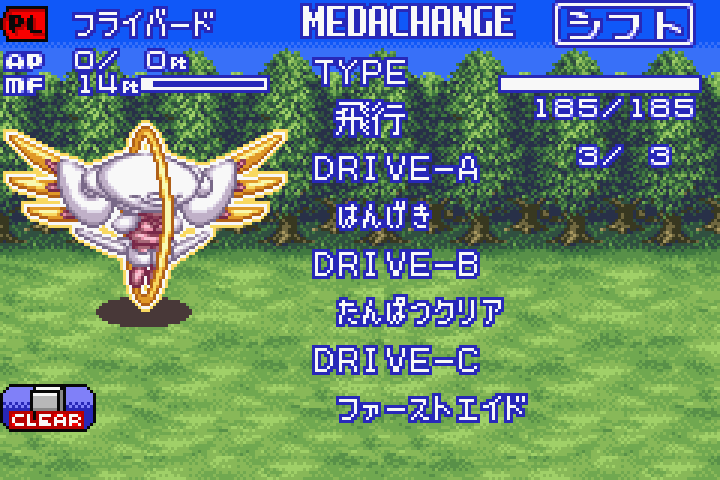 PL フライバード MEDACHANGE シフト
AP 0/ 0Pt
MF 14Pt
TYPE
185/185
飛行
3/ 3
DRIVE-A
はんげき
DRIVE-B
たんぱつクリア
DRIVE-C
ファーストエイド
CLEAR